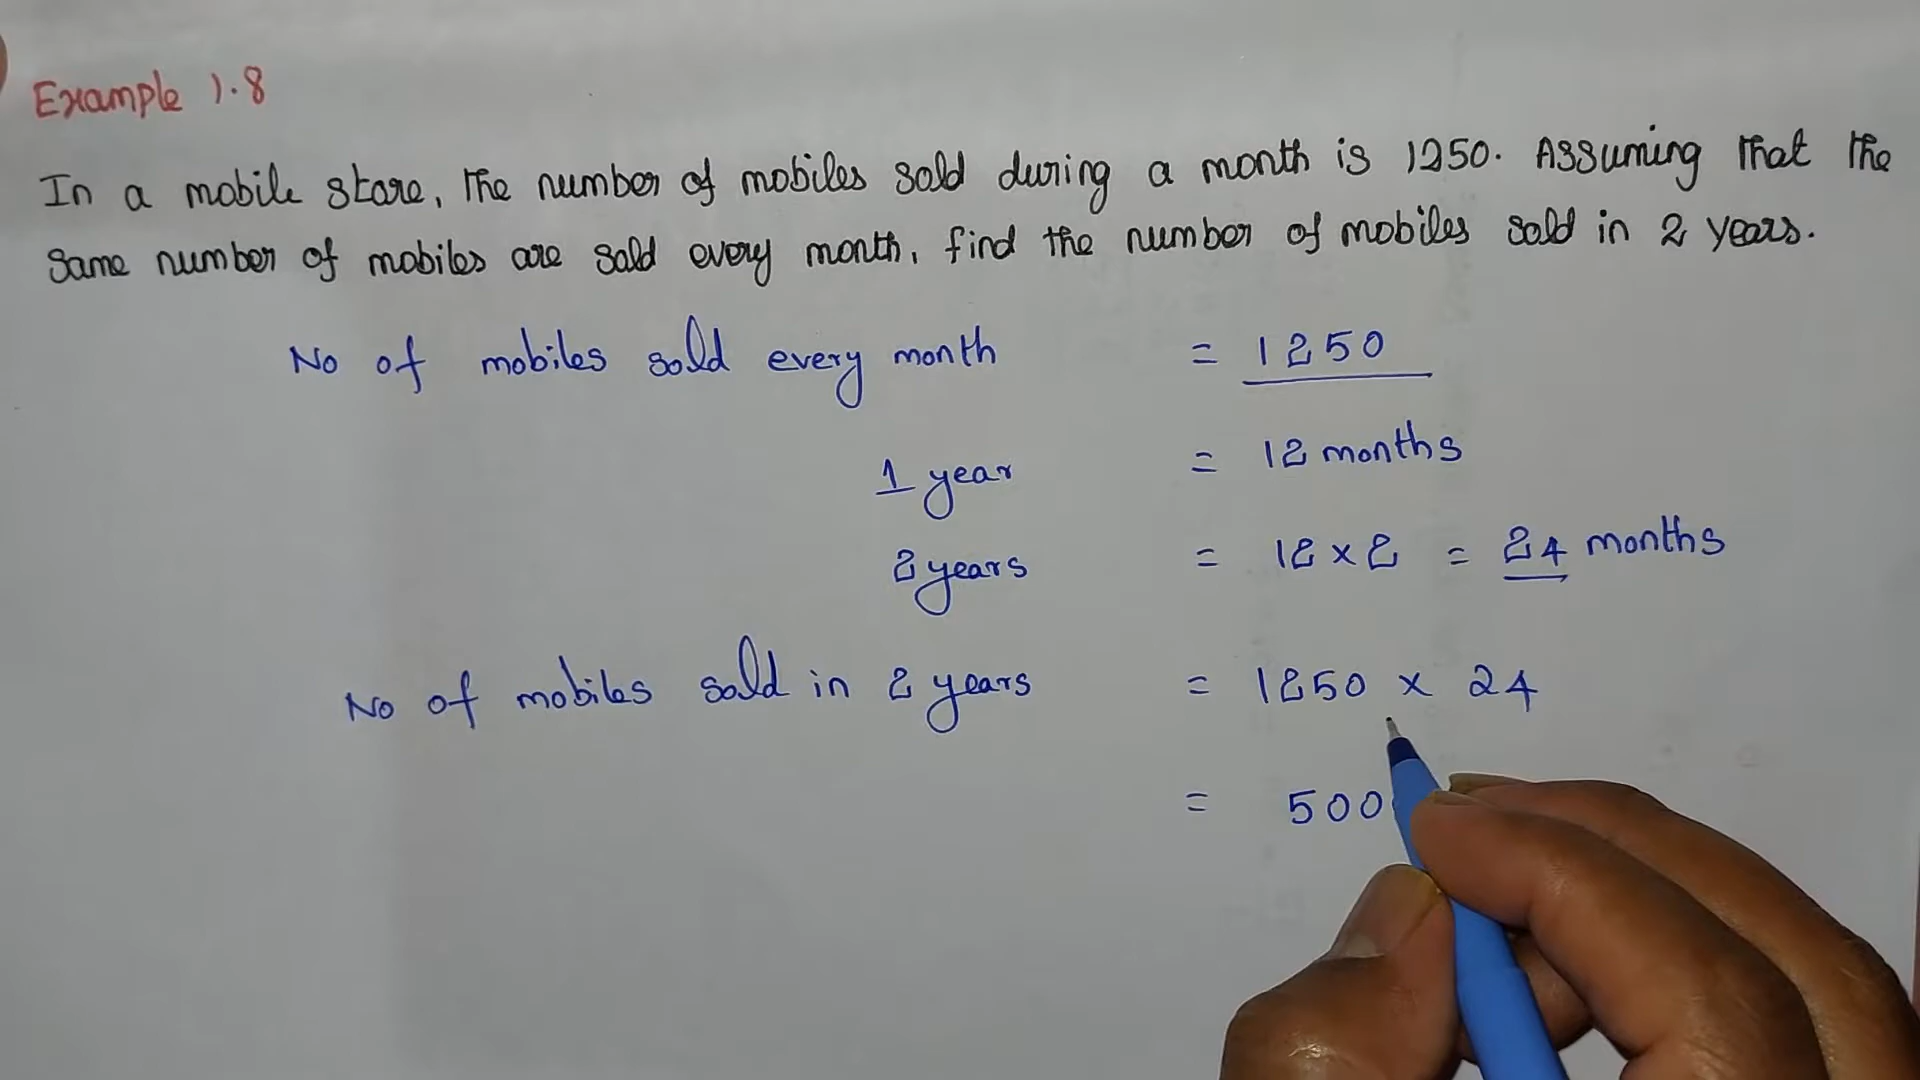 Example 1.8
In a mobile store, the number of mobiles sold during a month is 1250. Assuming that the
same number of mobiles are sold every month, find the number of mobiles sold in 2 years.
No of mobiles sold every month = 1250
1 year = 12 months
2 years = 12 x 2 = 24 months
No of mobiles sold in 2 years = 1250 x 24
= 500